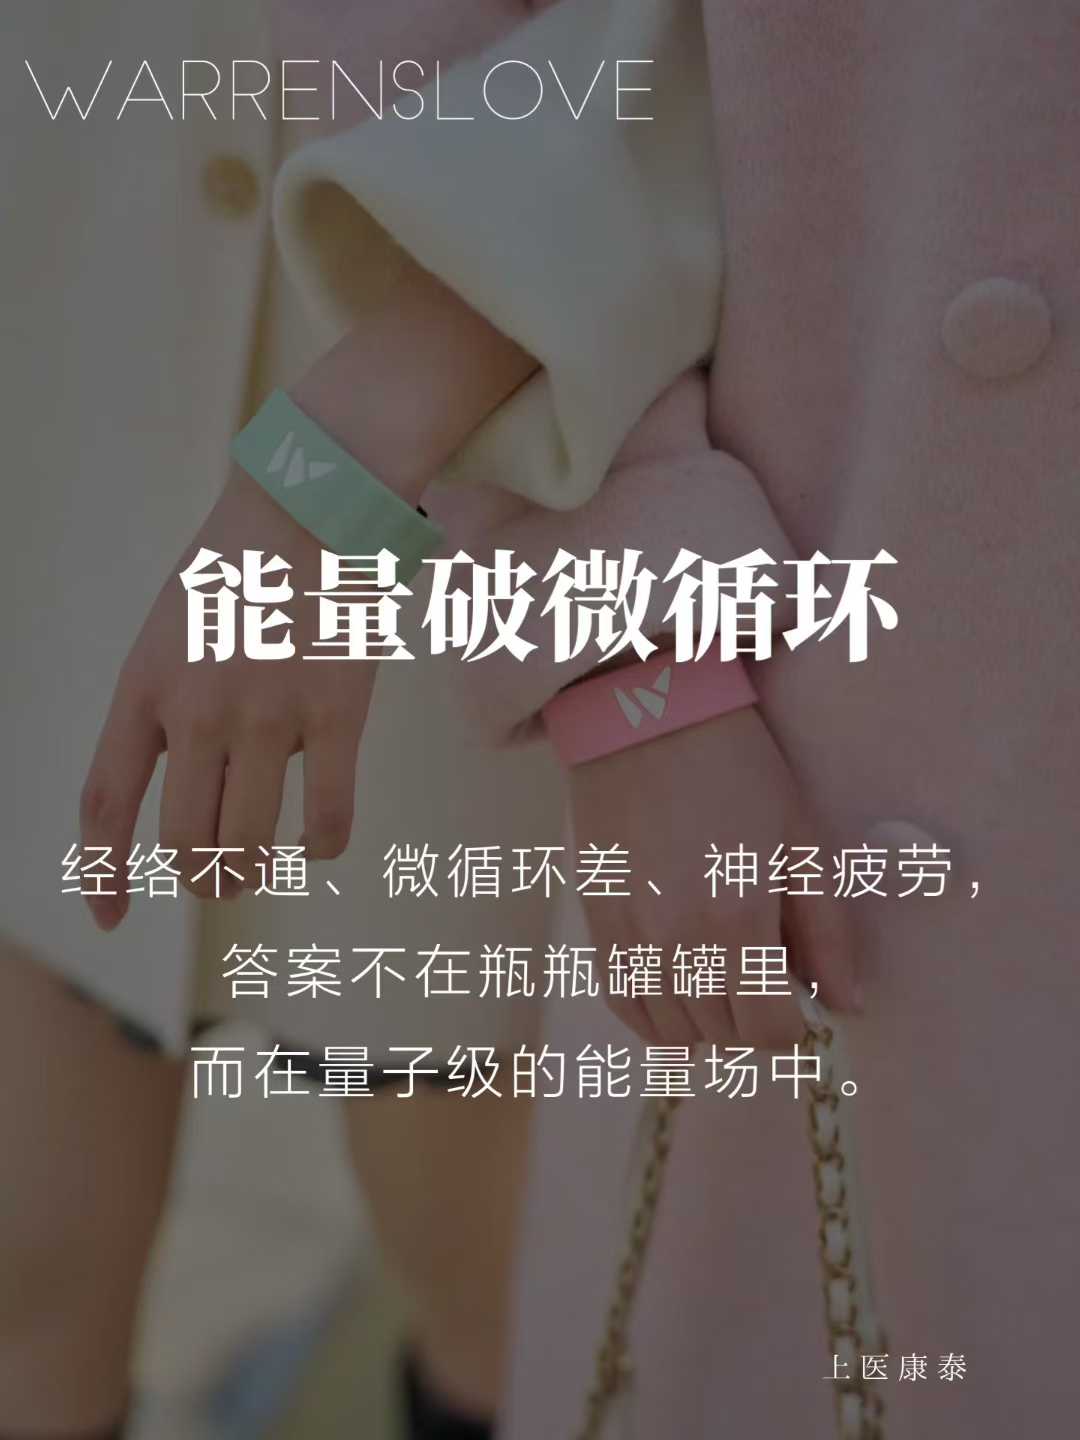 WARRENSLOVE
能量破微循环
经络不通、微循环差、神经疲劳，
答案不在瓶瓶罐罐里，
而在量子级的能量场中。
上医康泰